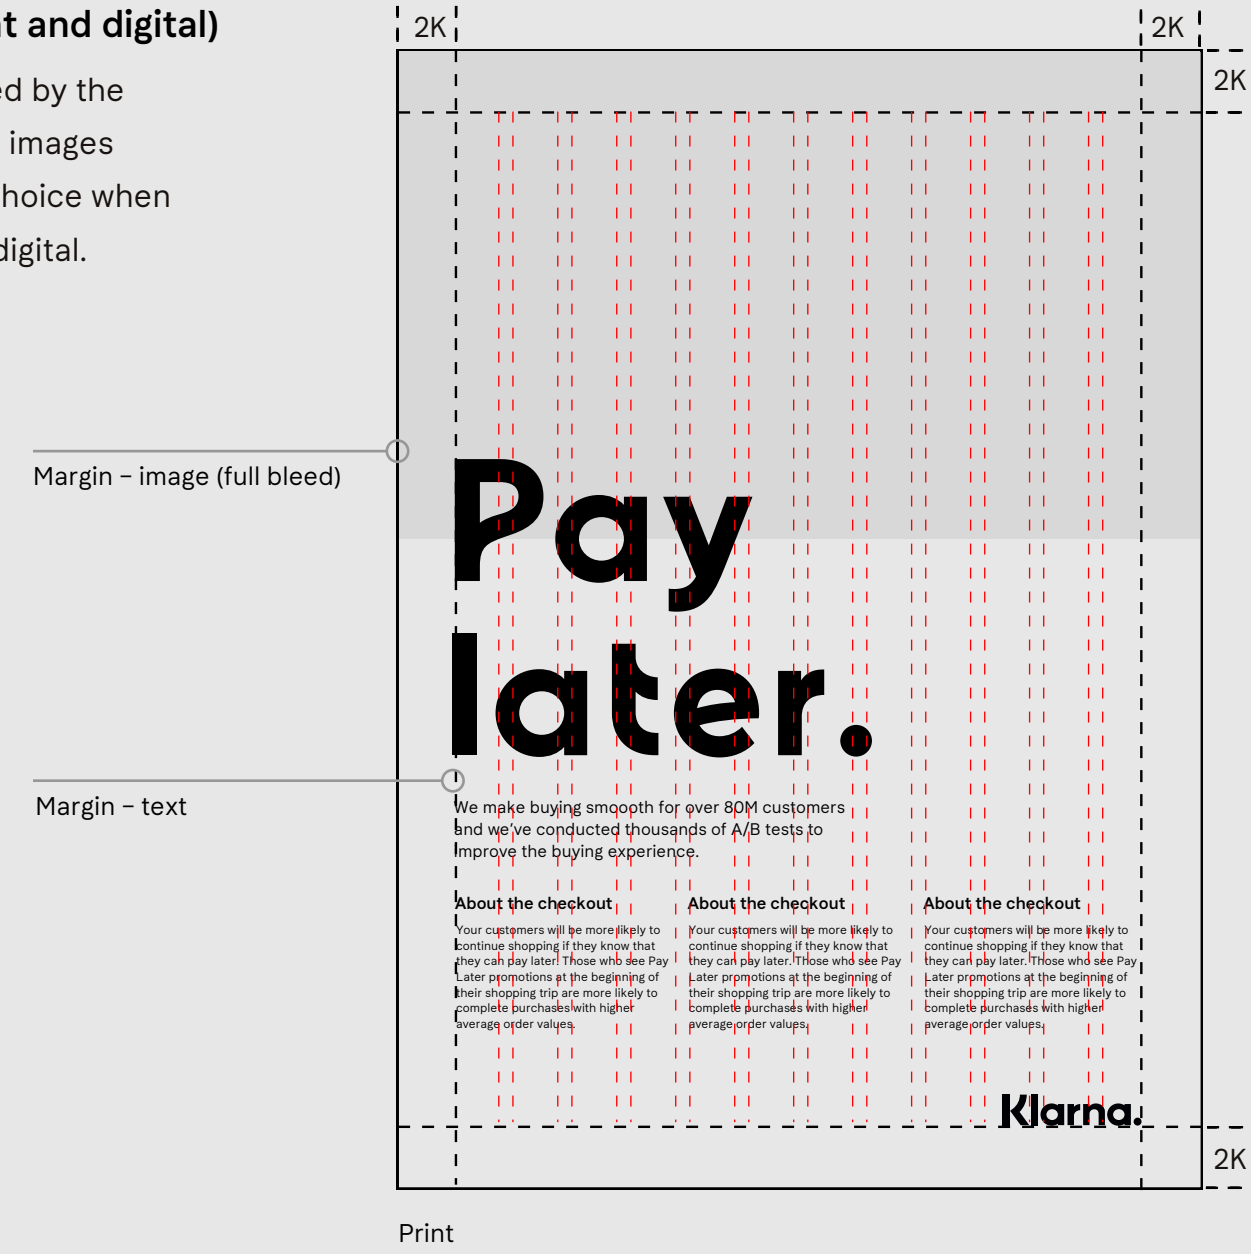 t and digital)
ed by the
images
hoice when
digital.
2K
2K
2K
Margin – image (full bleed)
Pay
later.
Margin – text
We make buying smoooth for over 80M customers
and we've conducted thousands of A/B tests to
improve the buying experience.
About the checkout
Your customers will be more likely to
continue shopping if they know that
they can pay later. Those who see Pay
Later promotions at the beginning of
their shopping trip are more likely to
complete purchases with higher
average order values.
About the checkout
Your customers will be more likely to
continue shopping if they know that
they can pay later. Those who see Pay
Later promotions at the beginning of
their shopping trip are more likely to
complete purchases with higher
average order values.
About the checkout
Your customers will be more likely to
continue shopping if they know that
they can pay later. Those who see Pay
Later promotions at the beginning of
their shopping trip are more likely to
complete purchases with higher
average order values.
Klarna.
2K
Print